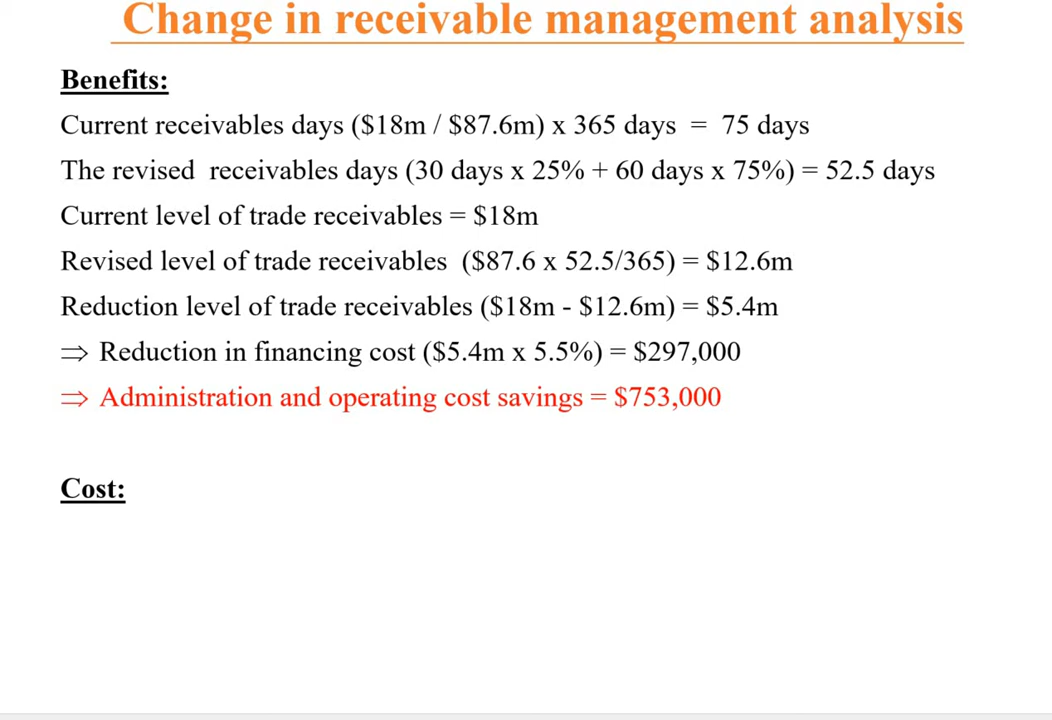 Change in receivable management analysis
Benefits:
Current receivables days ($18m / $87.6m) x 365 days = 75 days
The revised receivables days (30 days x 25% + 60 days x 75%) = 52.5 days
Current level of trade receivables = $18m
Revised level of trade receivables ($87.6 x 52.5/365) = $12.6m
Reduction level of trade receivables ($18m - $12.6m) = $5.4m
⇒ Reduction in financing cost ($5.4m x 5.5%) = $297,000
⇒ Administration and operating cost savings = $753,000
Cost: